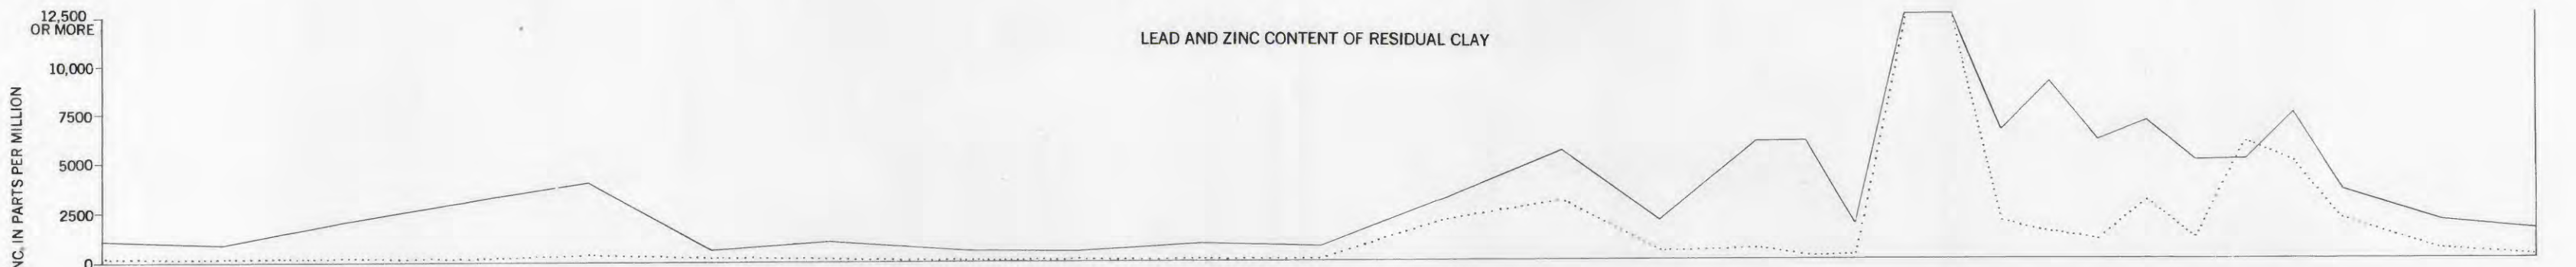 12,500
OR MORE
LEAD AND ZINC CONTENT OF RESIDUAL CLAY
10,000
7500
5000
2500
0
NC, IN PARTS PER MILLION